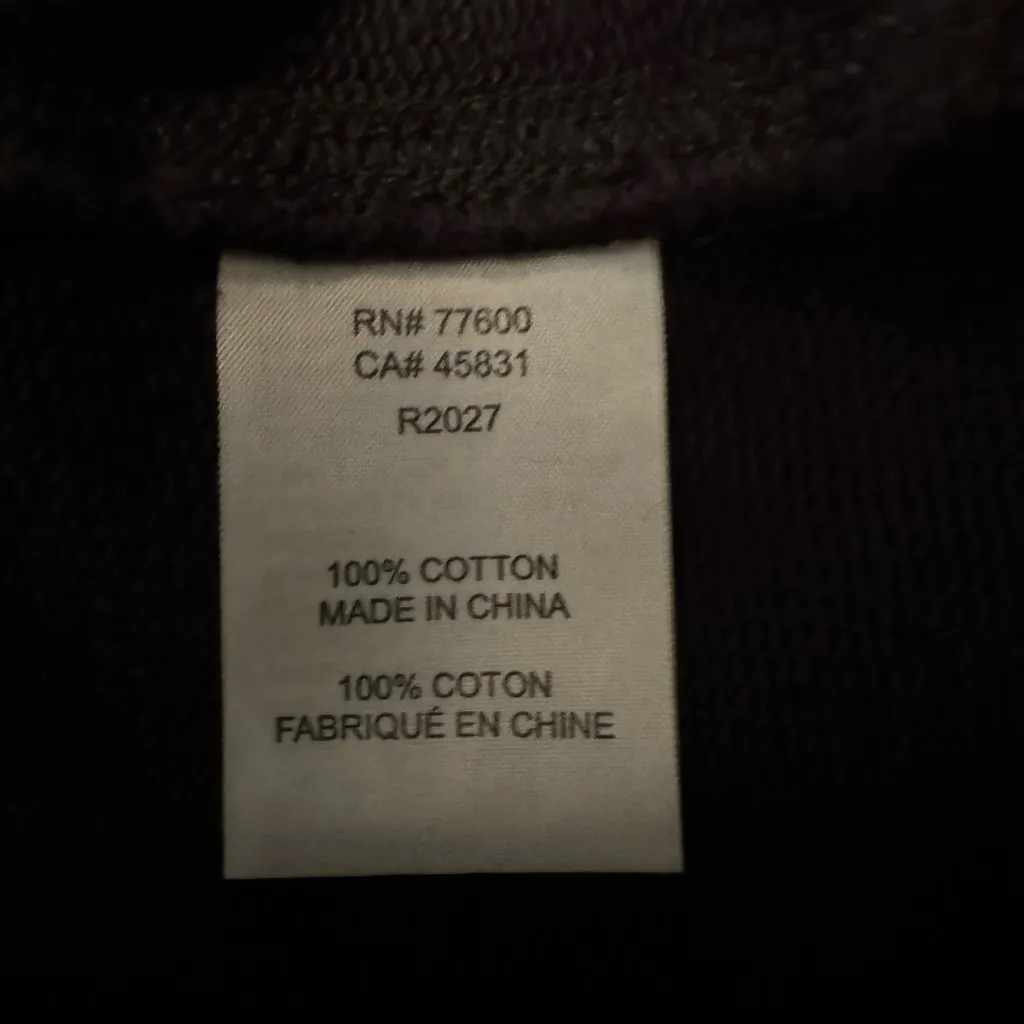 RN# 77600
CA# 45831
R2027
100% COTTON
MADE IN CHINA
100% COTON
FABRIQUÉ EN CHINE